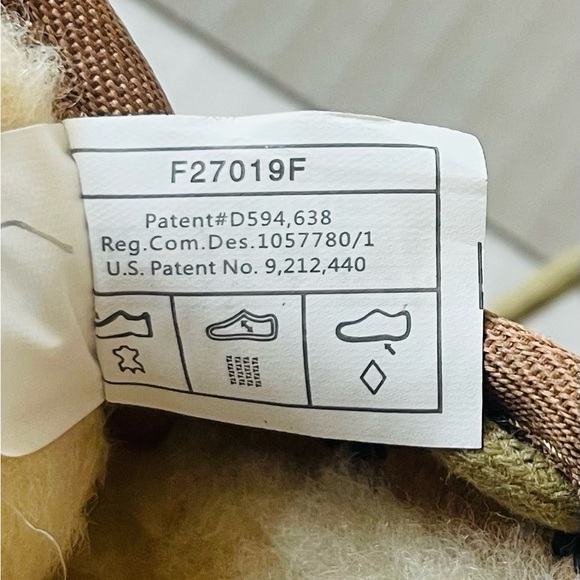 F27019F
Patent#D594,638
Reg.Com.Des.1057780/1
U.S. Patent No. 9,212,440